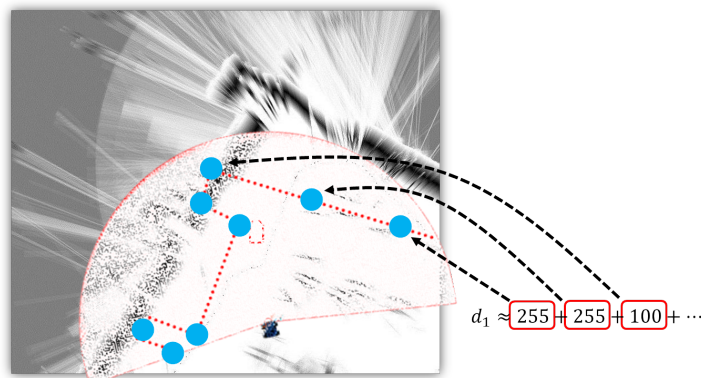 d₁ ≈ 255 + 255 + 100 + ⋯